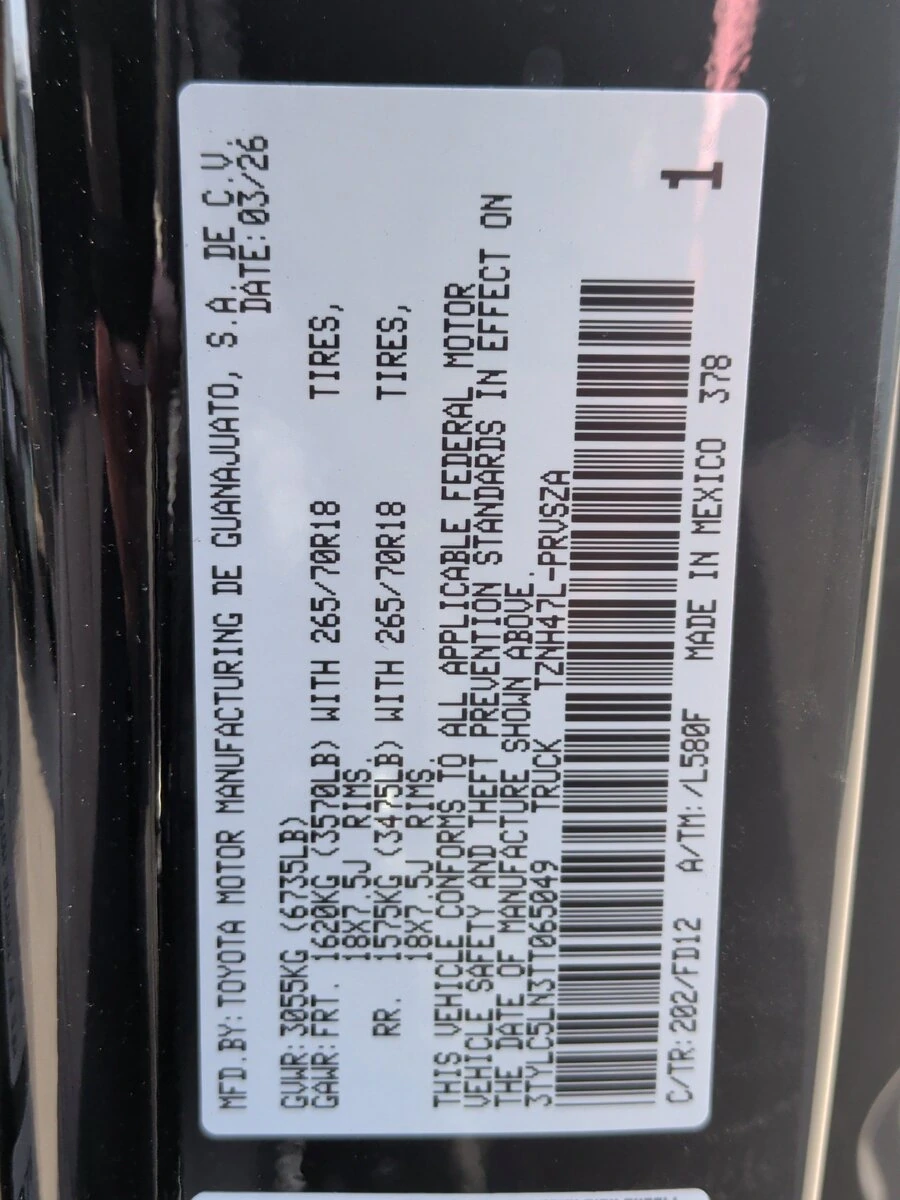 MFD.BY: TOYOTA MOTOR MANUFACTURING DE GUANAJUATO, S.A. DE C.V.
DATE: 03/26
GVWR: 3055KG (6735LB)
GAWR: FRT. 1620KG (3570LB) WITH 265/70R18 TIRES,
18X7.5J RIMS.
RR. 1575KG (3475LB) WITH 265/70R18 TIRES,
18X7.5J RIMS.
THIS VEHICLE CONFORMS TO ALL APPLICABLE FEDERAL MOTOR
VEHICLE SAFETY AND THEFT PREVENTION STANDARDS IN EFFECT ON
THE DATE OF MANUFACTURE SHOWN ABOVE.
3TYLC5LN3TT065049 TRUCK TZNH47L-PRVSZA
1
C/TR: 202/FD12 A/TM: /L580F MADE IN MEXICO 378